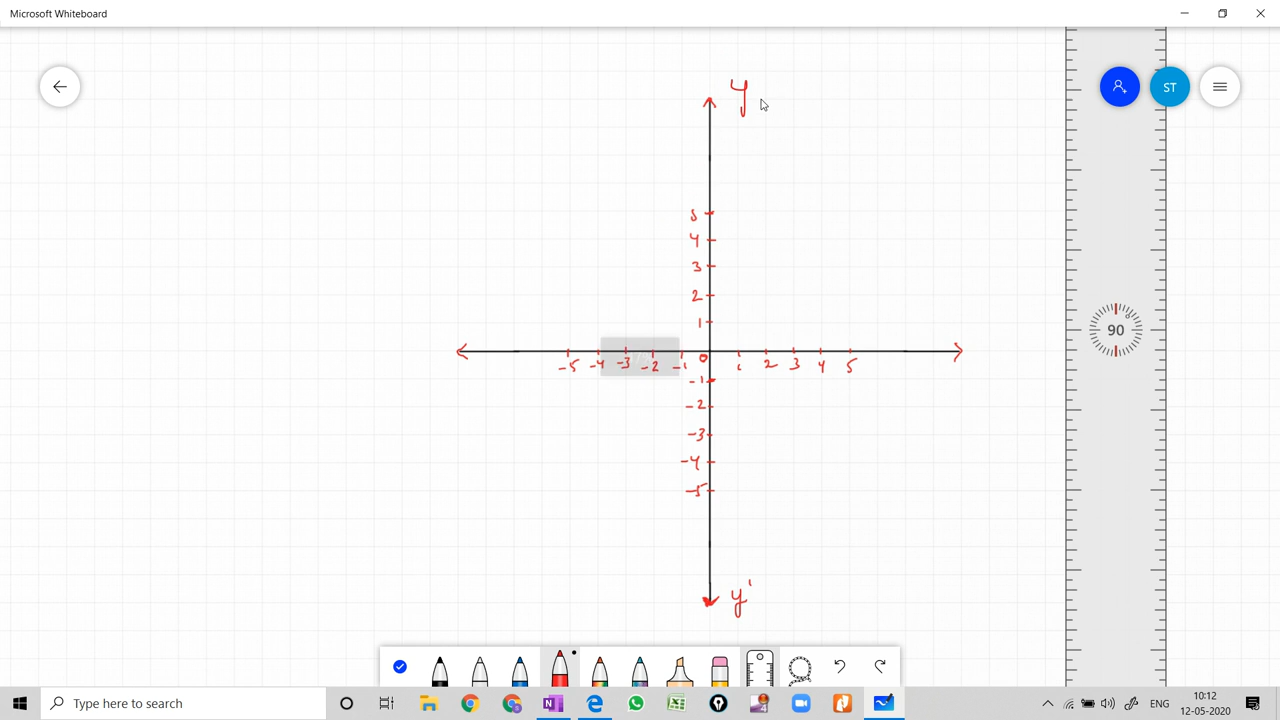 Microsoft Whiteboard
ST
y
5
4
3
2
1
-5 -4 -3 -2 -1 0 1 2 3 4 5
-1
-2
-3
-4
-5
y'
90
Type here to search
ENG
10:12
12-05-2020